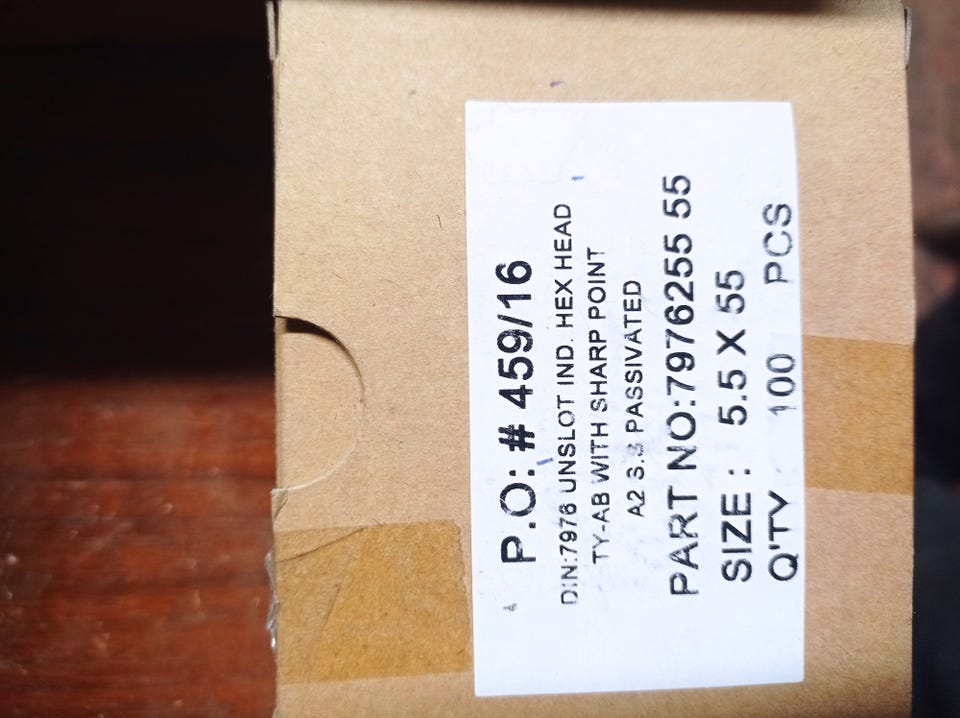 P.O: # 459/16
DIN:7976 UNSLOT IND. HEX HEAD
TY-AB WITH SHARP POINT
A2 S.S PASSIVATED
PART NO:7976255 55
SIZE : 5.5 X 55
Q'TY 100 PCS